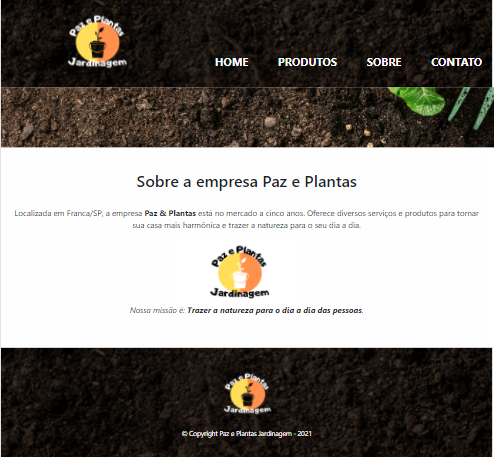 Paz e Plantas
Jardinagem
HOME PRODUTOS SOBRE CONTATO
Sobre a empresa Paz e Plantas
Localizada em Franca/SP, a empresa Paz & Plantas está no mercado a cinco anos. Oferece diversos serviços e produtos para tornar
sua casa mais harmônica e trazer a natureza para o seu dia a dia.
Paz e Plantas
Jardinagem
Nossa missão é: Trazer a natureza para o dia a dia das pessoas.
Paz e Plantas
Jardinagem
© Copyright Paz e Plantas Jardinagem - 2021